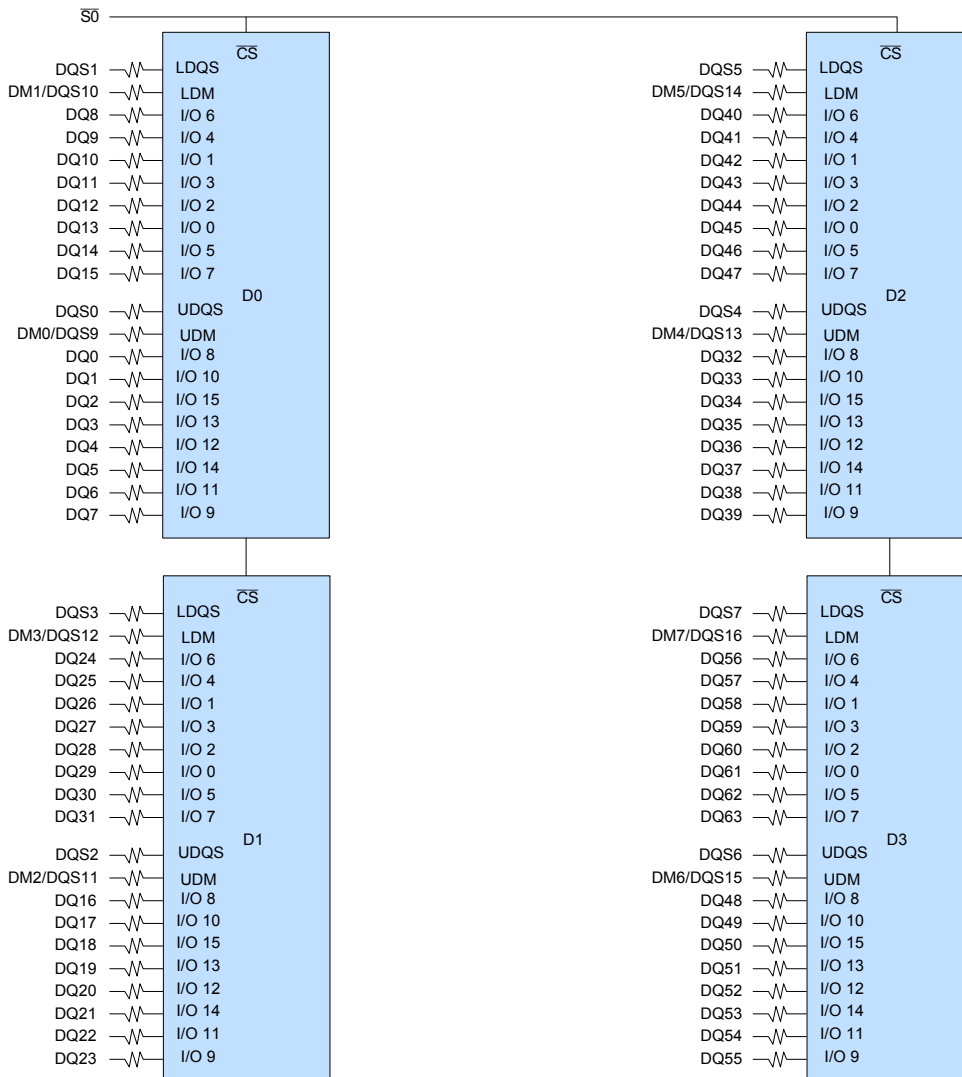 S0
CS
DQS1 LDQS
DM1/DQS10 LDM
DQ8 I/O 6
DQ9 I/O 4
DQ10 I/O 1
DQ11 I/O 3
DQ12 I/O 2
DQ13 I/O 0
DQ14 I/O 5
DQ15 I/O 7
D0
DQS0 UDQS
DM0/DQS9 UDM
DQ0 I/O 8
DQ1 I/O 10
DQ2 I/O 15
DQ3 I/O 13
DQ4 I/O 12
DQ5 I/O 14
DQ6 I/O 11
DQ7 I/O 9
CS
DQS5 LDQS
DM5/DQS14 LDM
DQ40 I/O 6
DQ41 I/O 4
DQ42 I/O 1
DQ43 I/O 3
DQ44 I/O 2
DQ45 I/O 0
DQ46 I/O 5
DQ47 I/O 7
D2
DQS4 UDQS
DM4/DQS13 UDM
DQ32 I/O 8
DQ33 I/O 10
DQ34 I/O 15
DQ35 I/O 13
DQ36 I/O 12
DQ37 I/O 14
DQ38 I/O 11
DQ39 I/O 9
CS
DQS3 LDQS
DM3/DQS12 LDM
DQ24 I/O 6
DQ25 I/O 4
DQ26 I/O 1
DQ27 I/O 3
DQ28 I/O 2
DQ29 I/O 0
DQ30 I/O 5
DQ31 I/O 7
D1
DQS2 UDQS
DM2/DQS11 UDM
DQ16 I/O 8
DQ17 I/O 10
DQ18 I/O 15
DQ19 I/O 13
DQ20 I/O 12
DQ21 I/O 14
DQ22 I/O 11
DQ23 I/O 9
CS
DQS7 LDQS
DM7/DQS16 LDM
DQ56 I/O 6
DQ57 I/O 4
DQ58 I/O 1
DQ59 I/O 3
DQ60 I/O 2
DQ61 I/O 0
DQ62 I/O 5
DQ63 I/O 7
D3
DQS6 UDQS
DM6/DQS15 UDM
DQ48 I/O 8
DQ49 I/O 10
DQ50 I/O 15
DQ51 I/O 13
DQ52 I/O 12
DQ53 I/O 14
DQ54 I/O 11
DQ55 I/O 9